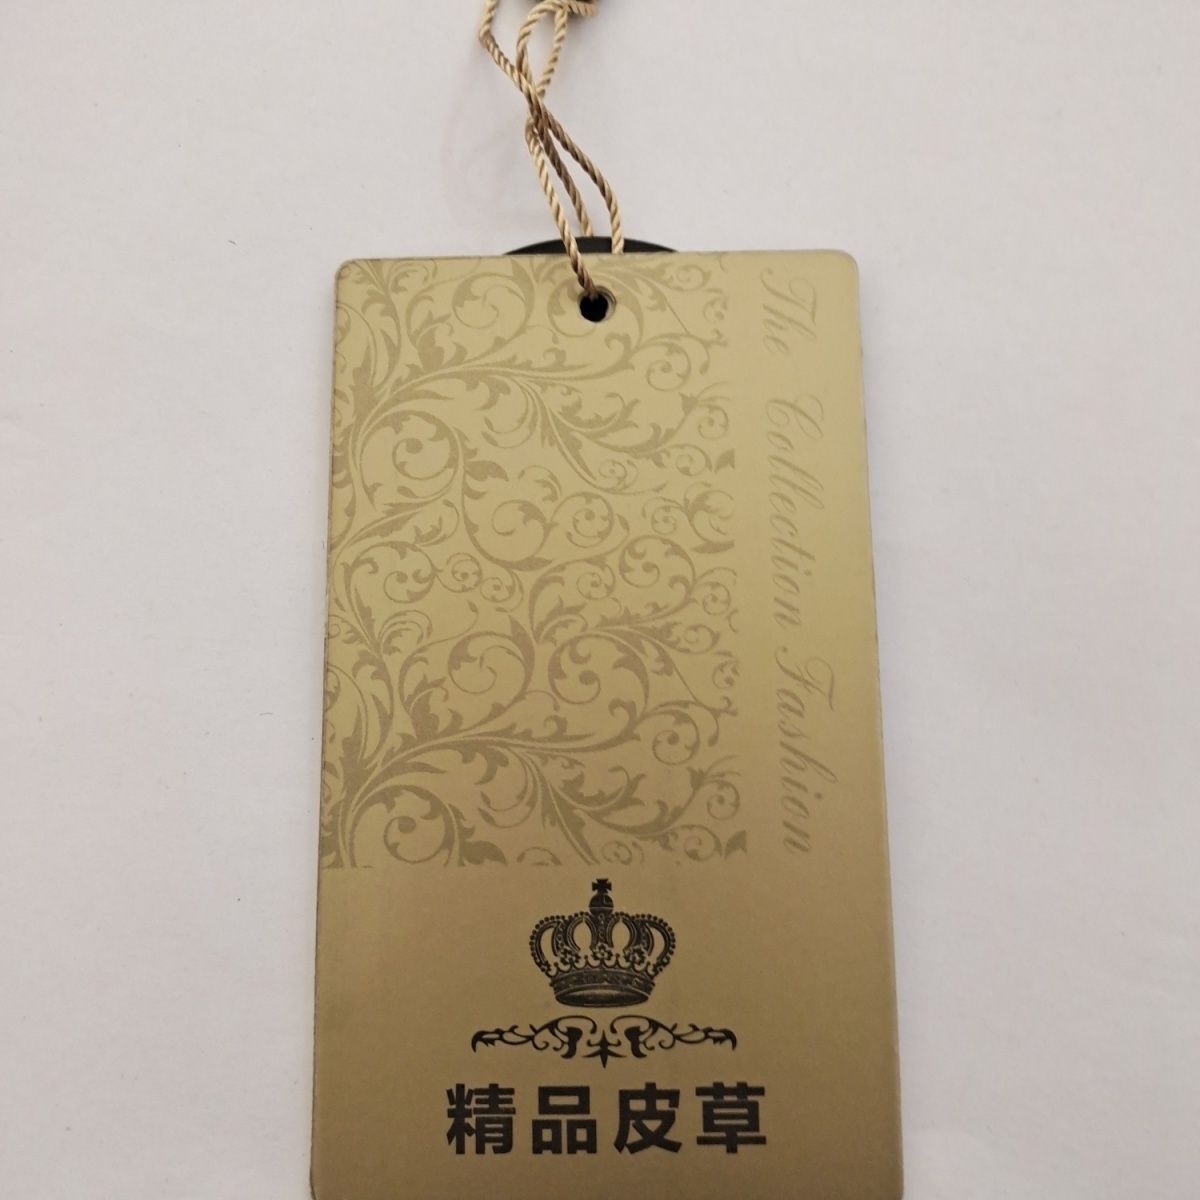 The Collection Fashion
精品皮草